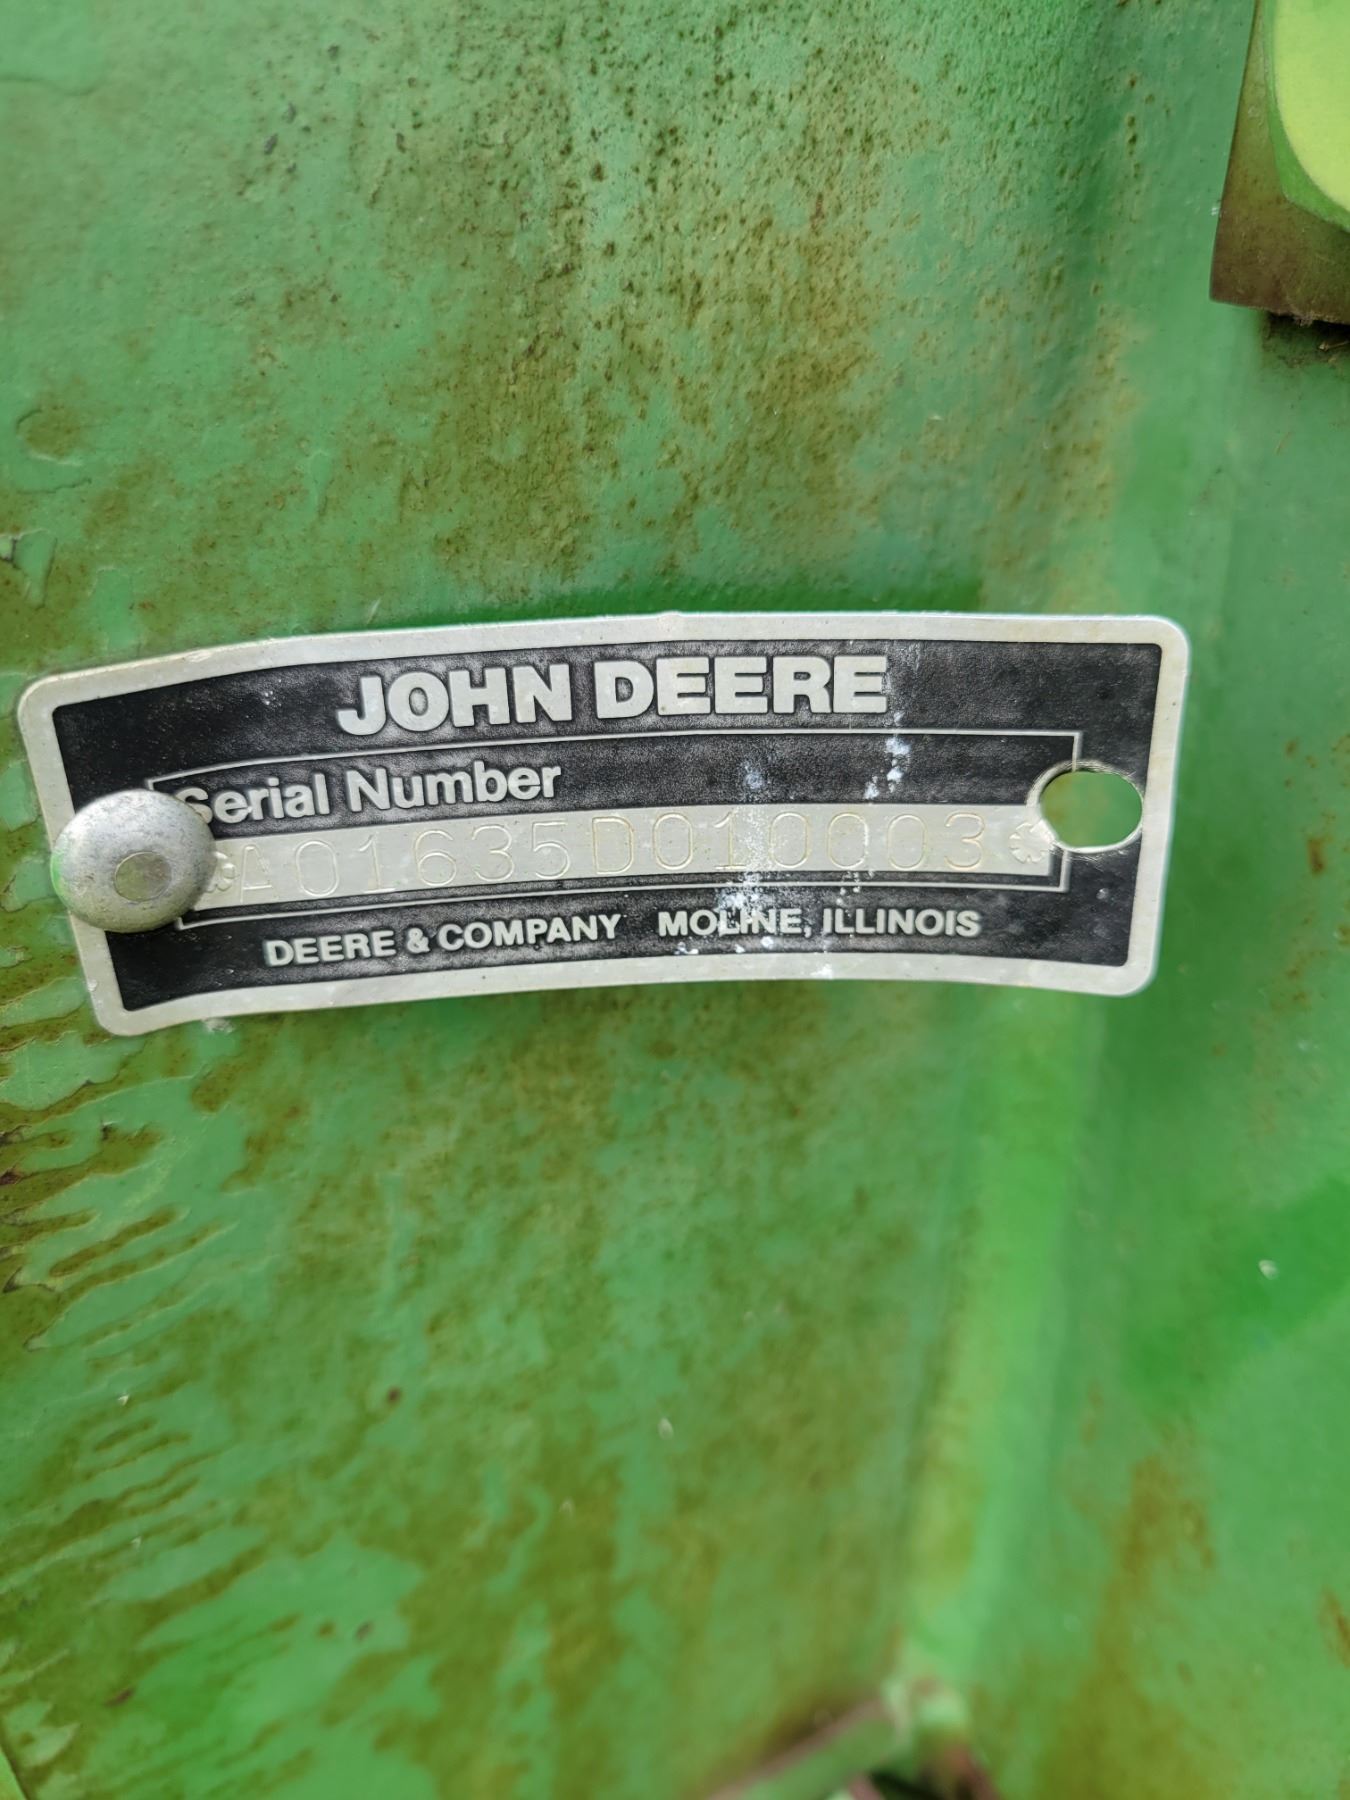 JOHN DEERE
Serial Number
A01635D010003
DEERE & COMPANY MOLINE, ILLINOIS